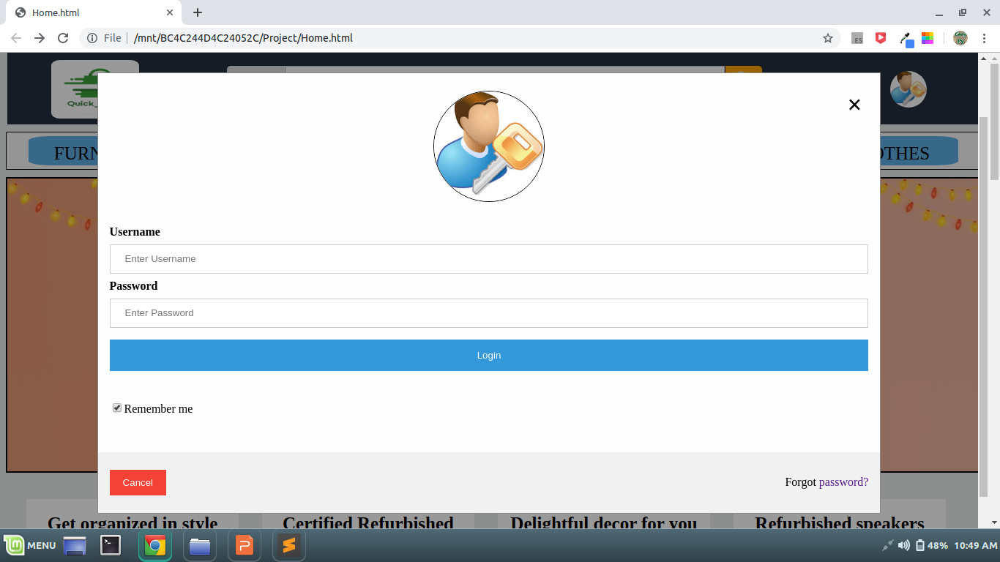 Home.html
File
/mnt/BC4C244D4C24052C/Project/Home.html
ES
Quick_
FURN
OTHES
Username
Enter Username
Password
Enter Password
Login
Remember me
Cancel
Forgot password?
Get organized in style
Certified Refurbished
Delightful decor for you
Refurbished speakers
MENU
48%
10:49 AM